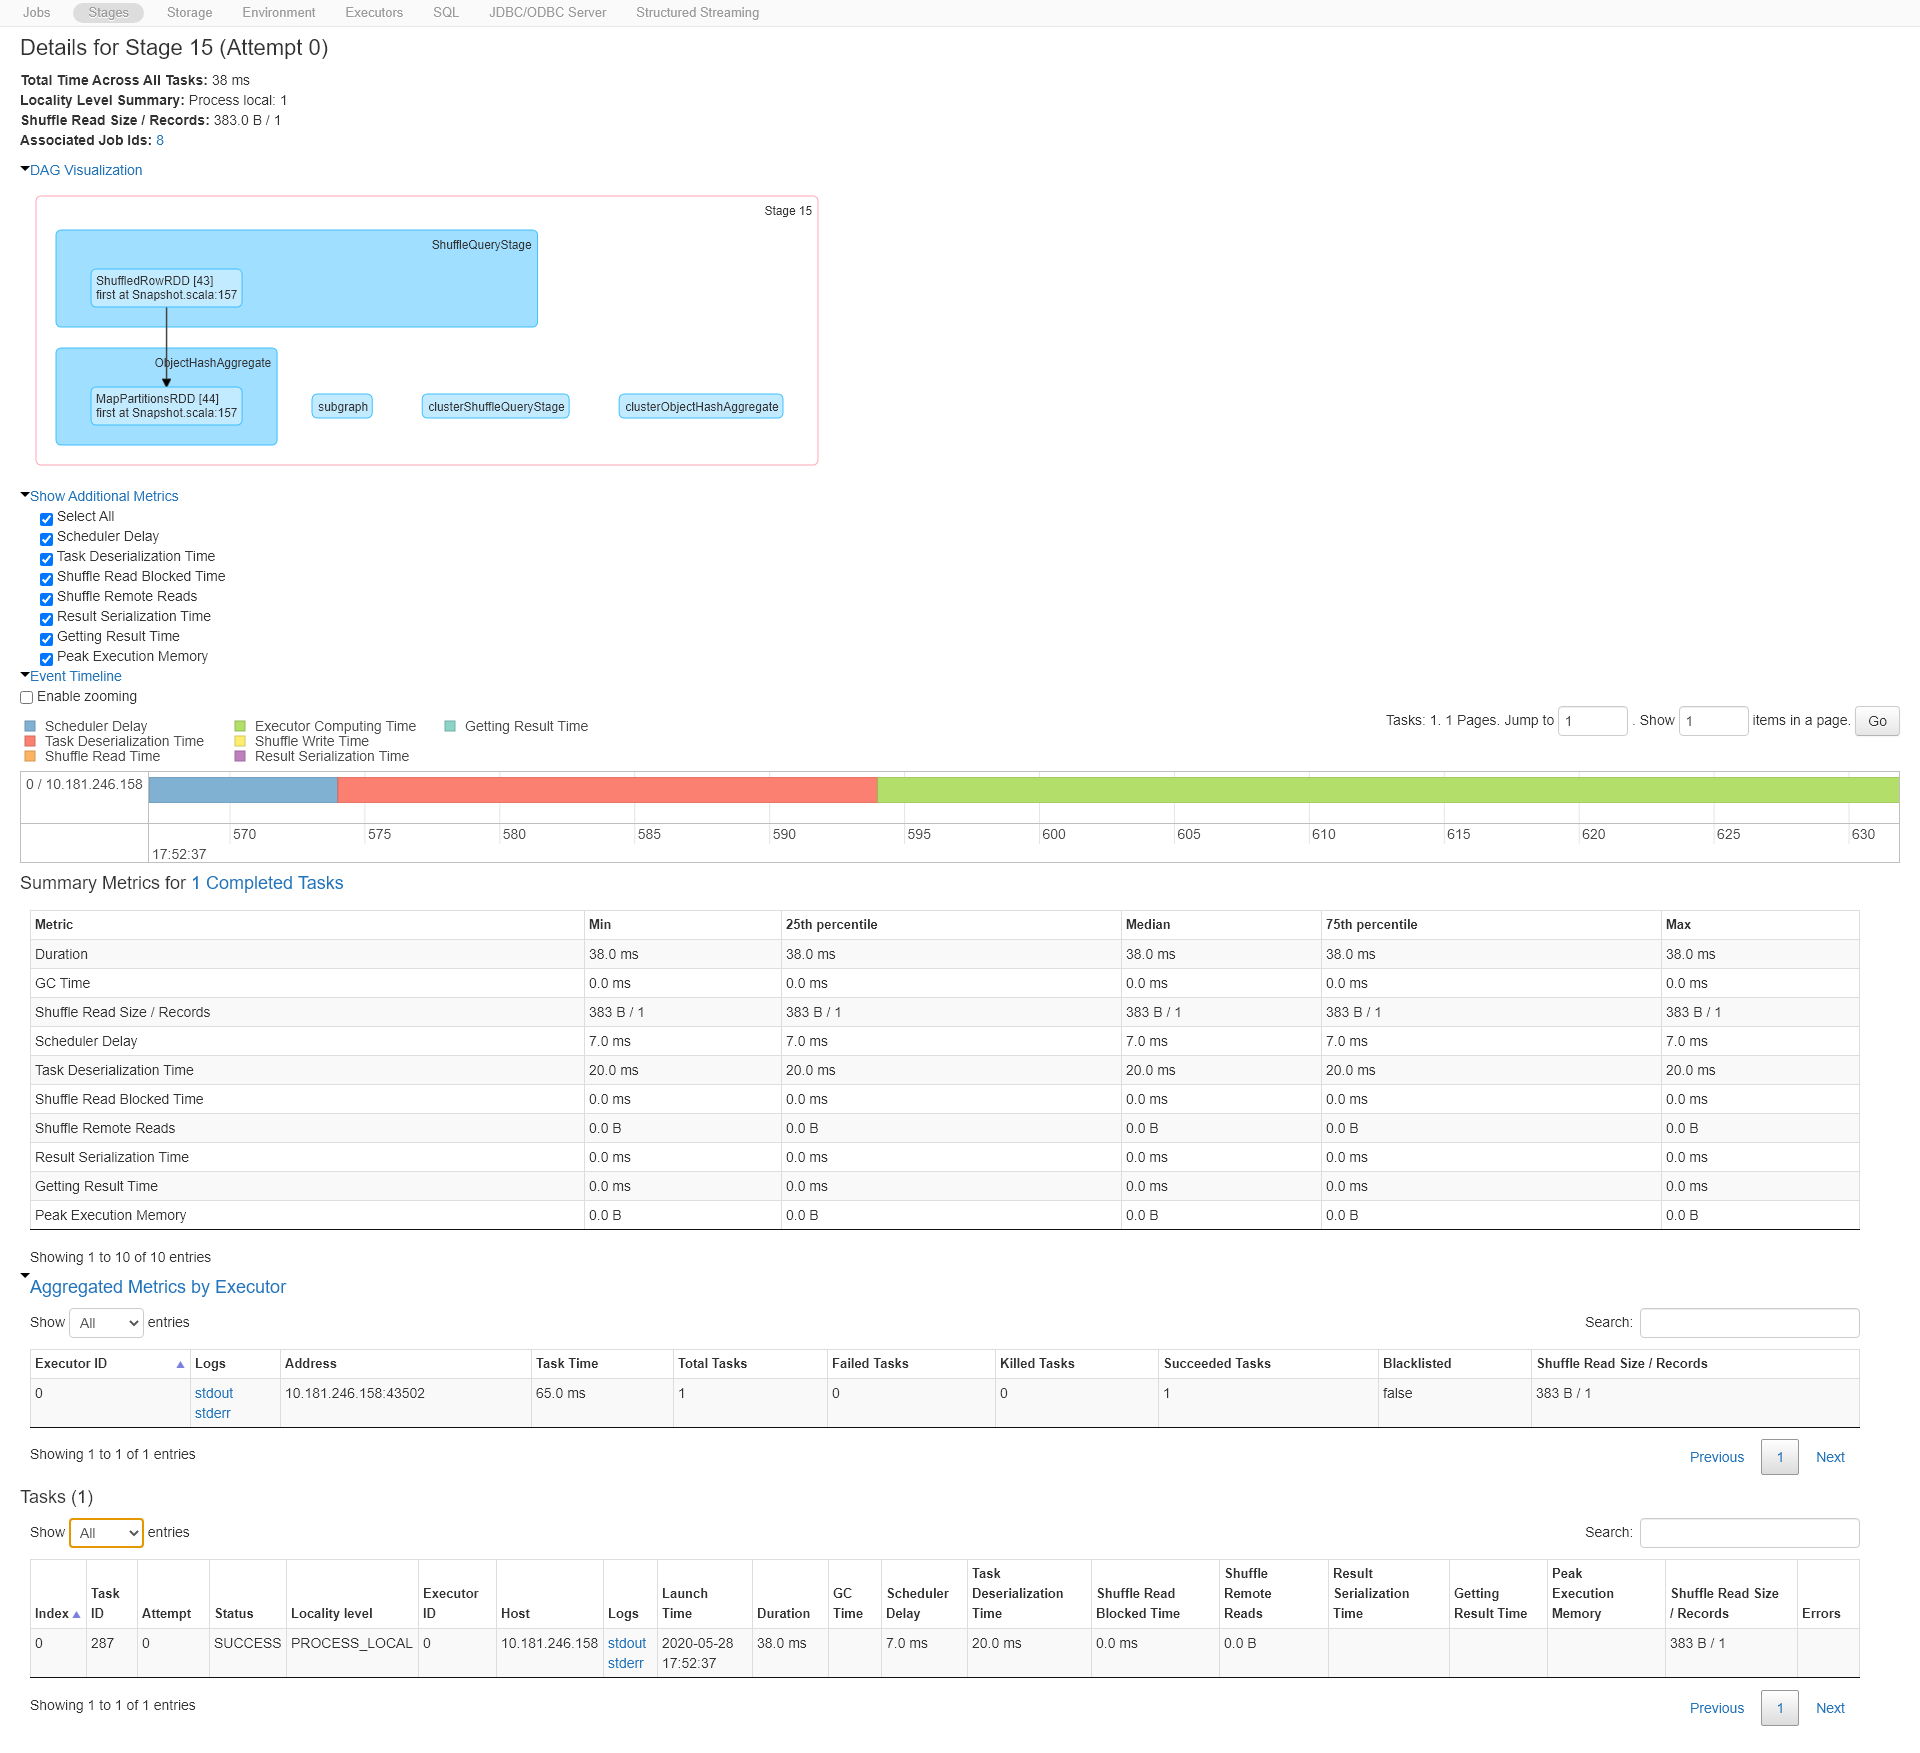 Jobs Stages Storage Environment Executors SQL JDBC/ODBC Server Structured Streaming
Details for Stage 15 (Attempt 0)
Total Time Across All Tasks: 38 ms
Locality Level Summary: Process local: 1
Shuffle Read Size / Records: 383.0 B / 1
Associated Job Ids: 8
DAG Visualization
Stage 15
ShuffleQueryStage
ShuffledRowRDD [43]
first at Snapshot.scala:157
ObjectHashAggregate
MapPartitionsRDD [44]
first at Snapshot.scala:157
subgraph clusterShuffleQueryStage clusterObjectHashAggregate
Show Additional Metrics
Select All
Scheduler Delay
Task Deserialization Time
Shuffle Read Blocked Time
Shuffle Remote Reads
Result Serialization Time
Getting Result Time
Peak Execution Memory
Event Timeline
Enable zooming
Scheduler Delay Executor Computing Time Getting Result Time
Task Deserialization Time Shuffle Write Time
Shuffle Read Time Result Serialization Time
Tasks: 1. 1 Pages. Jump to 1 . Show 1 items in a page. Go
0 / 10.181.246.158
570 575 580 585 590 595 600 605 610 615 620 625 630
17:52:37
Summary Metrics for 1 Completed Tasks
Metric Min 25th percentile Median 75th percentile Max
Duration 38.0 ms 38.0 ms 38.0 ms 38.0 ms 38.0 ms
GC Time 0.0 ms 0.0 ms 0.0 ms 0.0 ms 0.0 ms
Shuffle Read Size / Records 383 B / 1 383 B / 1 383 B / 1 383 B / 1 383 B / 1
Scheduler Delay 7.0 ms 7.0 ms 7.0 ms 7.0 ms 7.0 ms
Task Deserialization Time 20.0 ms 20.0 ms 20.0 ms 20.0 ms 20.0 ms
Shuffle Read Blocked Time 0.0 ms 0.0 ms 0.0 ms 0.0 ms 0.0 ms
Shuffle Remote Reads 0.0 B 0.0 B 0.0 B 0.0 B 0.0 B
Result Serialization Time 0.0 ms 0.0 ms 0.0 ms 0.0 ms 0.0 ms
Getting Result Time 0.0 ms 0.0 ms 0.0 ms 0.0 ms 0.0 ms
Peak Execution Memory 0.0 B 0.0 B 0.0 B 0.0 B 0.0 B
Showing 1 to 10 of 10 entries
Aggregated Metrics by Executor
Show All entries Search:
Executor ID Logs Address Task Time Total Tasks Failed Tasks Killed Tasks Succeeded Tasks Blacklisted Shuffle Read Size / Records
0 stdout 10.181.246.158:43502 65.0 ms 1 0 0 1 false 383 B / 1
stderr
Showing 1 to 1 of 1 entries
Previous 1 Next
Tasks (1)
Show All entries Search:
Task Shuffle Result Peak
Task Executor Launch GC Scheduler Deserialization Shuffle Read Remote Serialization Getting Execution Shuffle Read Size
Index ID Attempt Status Locality level ID Host Logs Time Duration Time Delay Time Blocked Time Reads Time Result Time Memory / Records Errors
0 287 0 SUCCESS PROCESS_LOCAL 0 10.181.246.158 stdout 2020-05-28 38.0 ms 7.0 ms 20.0 ms 0.0 ms 0.0 B 383 B / 1
stderr 17:52:37
Showing 1 to 1 of 1 entries
Previous 1 Next